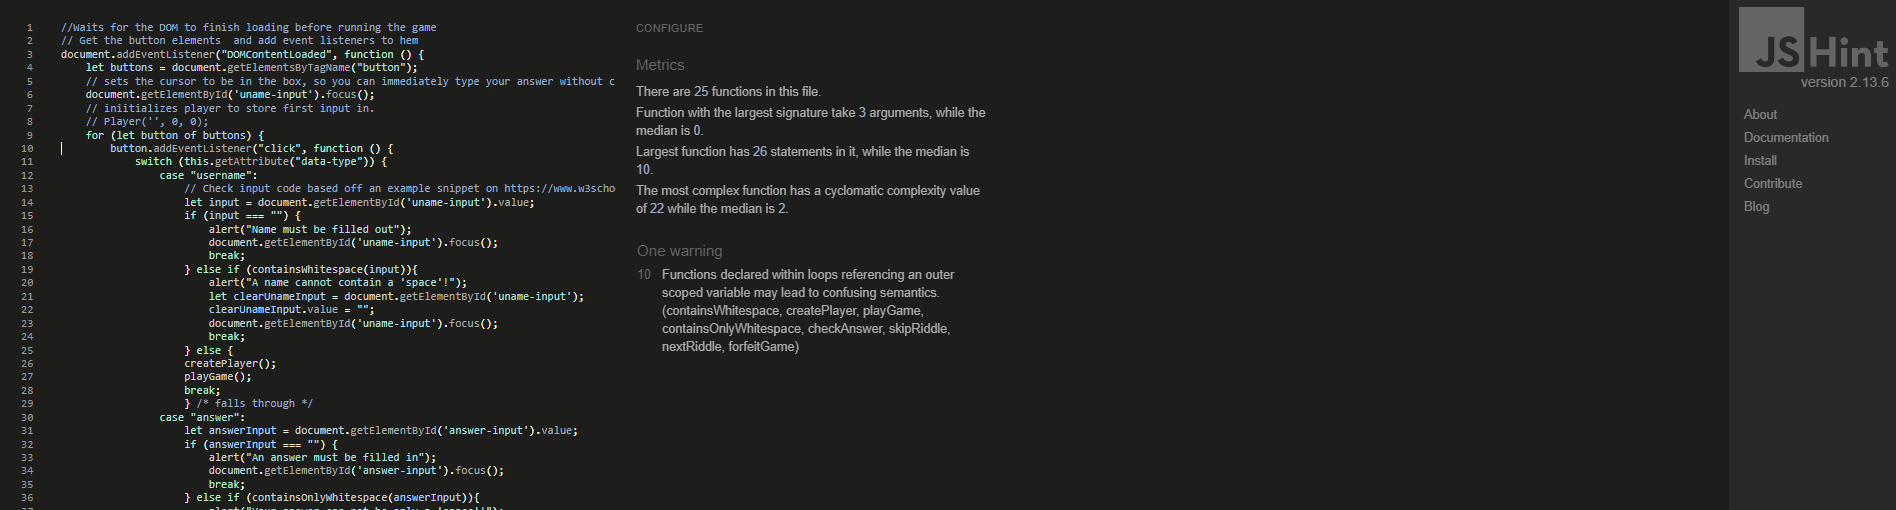 1 //Waits for the DOM to finish loading before running the game
2 // Get the button elements  and add event listeners to hem
3 document.addEventListener("DOMContentLoaded", function () {
4 let buttons = document.getElementsByTagName("button");
5 // sets the cursor to be in the box, so you can immediately type your answer without c
6 document.getElementById('uname-input').focus();
7 // iniitializes player to store first input in.
8 // Player('', 0, 0);
9 for (let button of buttons) {
10 button.addEventListener("click", function () {
11 switch (this.getAttribute("data-type")) {
12 case "username":
13 // Check input code based off an example snippet on https://www.w3scho
14 let input = document.getElementById('uname-input').value;
15 if (input === "") {
16 alert("Name must be filled out");
17 document.getElementById('uname-input').focus();
18 break;
19 } else if (containsWhitespace(input)){
20 alert("A name cannot contain a 'space'!");
21 let clearUnameInput = document.getElementById('uname-input');
22 clearUnameInput.value = "";
23 document.getElementById('uname-input').focus();
24 break;
25 } else {
26 createPlayer();
27 playGame();
28 break;
29 } /* falls through */
30 case "answer":
31 let answerInput = document.getElementById('answer-input').value;
32 if (answerInput === "") {
33 alert("An answer must be filled in");
34 document.getElementById('answer-input').focus();
35 break;
36 } else if (containsOnlyWhitespace(answerInput)){
CONFIGURE
Metrics
There are 25 functions in this file.
Function with the largest signature take 3 arguments, while the
median is 0.
Largest function has 26 statements in it, while the median is
10.
The most complex function has a cyclomatic complexity value
of 22 while the median is 2.
One warning
10 Functions declared within loops referencing an outer
scoped variable may lead to confusing semantics.
(containsWhitespace, createPlayer, playGame,
containsOnlyWhitespace, checkAnswer, skipRiddle,
nextRiddle, forfeitGame)
JSHint
version 2.13.6
About
Documentation
Install
Contribute
Blog